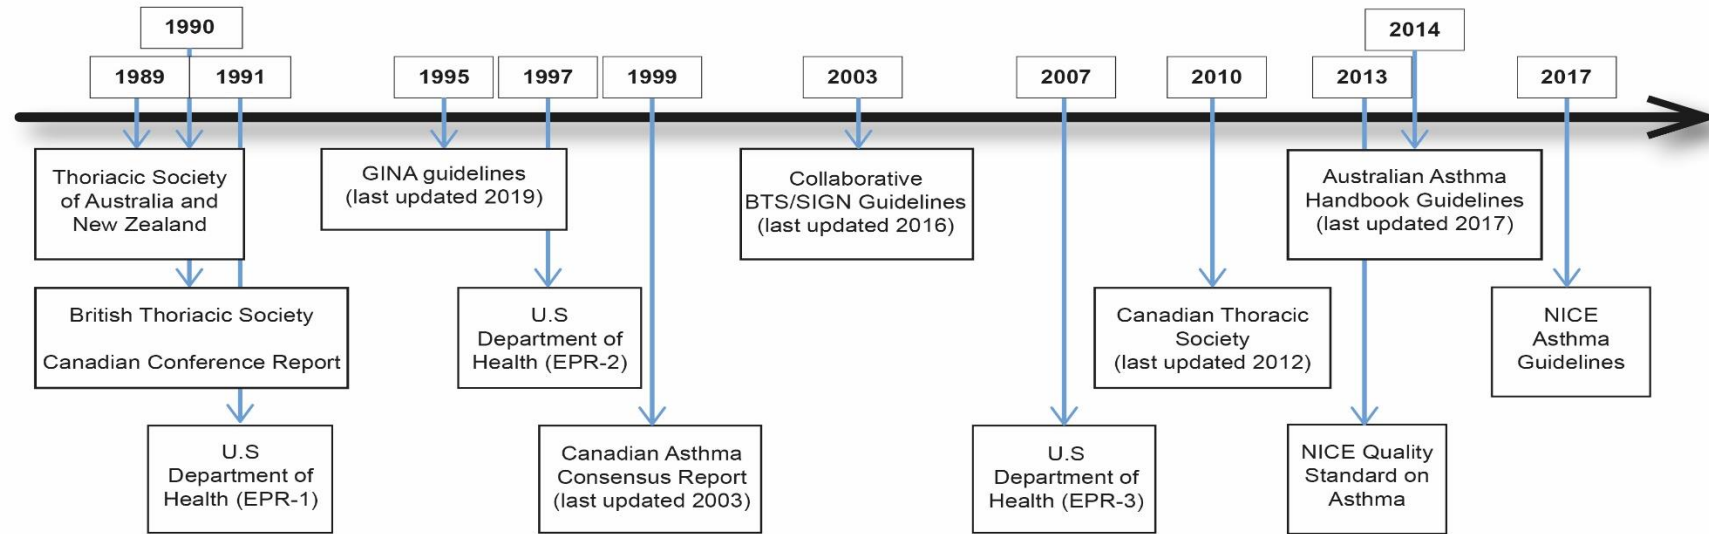 1990
2014
1989
1991
1995
1997
1999
2003
2007
2010
2013
2017
Thoriacic Society
of Australia and
New Zealand
GINA guidelines
(last updated 2019)
Collaborative
BTS/SIGN Guidelines
(last updated 2016)
Australian Asthma
Handbook Guidelines
(last updated 2017)
British Thoriacic Society
Canadian Conference Report
U.S
Department of
Health (EPR-2)
Canadian Thoracic
Society
(last updated 2012)
NICE
Asthma
Guidelines
U.S
Department of
Health (EPR-1)
Canadian Asthma
Consensus Report
(last updated 2003)
U.S
Department of
Health (EPR-3)
NICE Quality
Standard on
Asthma